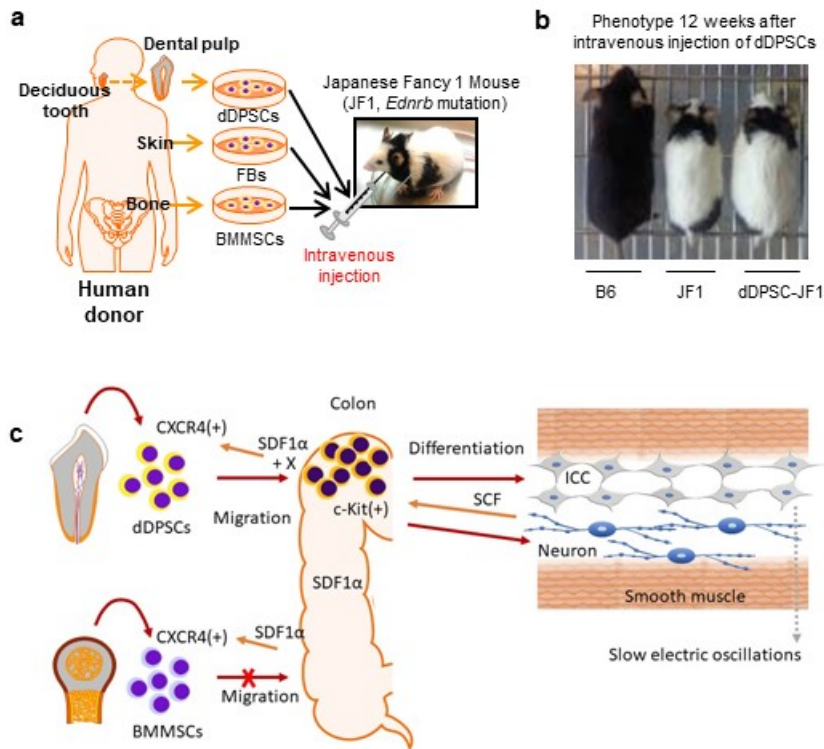 a
Dental pulp
Deciduous
tooth
dDPSCs
Skin
FBs
Bone
BMMSCs
Human
donor
Japanese Fancy 1 Mouse
(JF1, Ednrb mutation)
Intravenous
injection
b
Phenotype 12 weeks after
intravenous injection of dDPSCs
B6 JF1 dDPSC-JF1
c
CXCR4(+)
dDPSCs
SDF1α
+ X
Migration
Colon
c-Kit(+)
SDF1α
CXCR4(+)
SDF1α
Migration
BMMSCs
Differentiation
SCF
ICC
Neuron
Smooth muscle
Slow electric oscillations